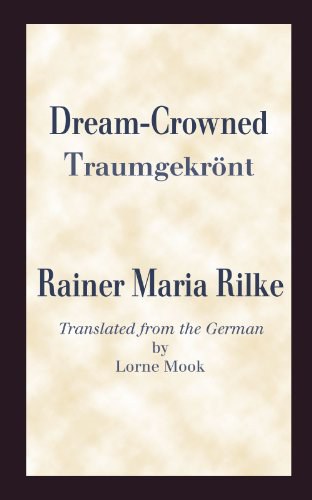 Dream-Crowned
Traumgekrönt
Rainer Maria Rilke
Translated from the German
by
Lorne Mook